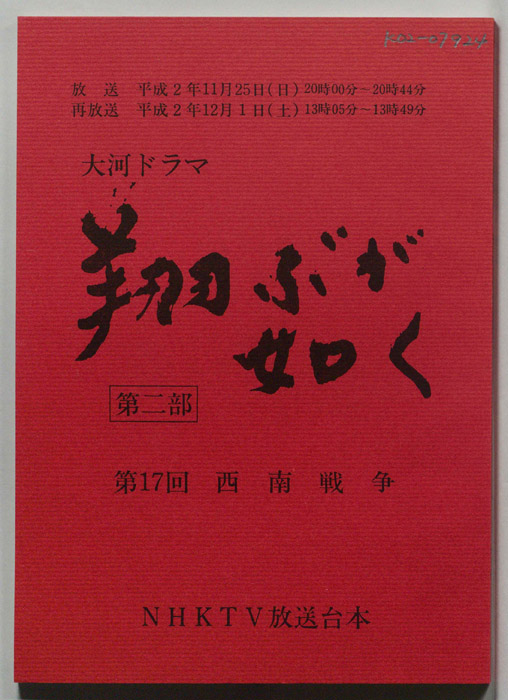 K02-07924
放 送 平成2年11月25日(日) 20時00分～20時44分
再放送 平成2年12月1日(土) 13時05分～13時49分
大河ドラマ
翔ぶが
如く
第二部
第17回 西南戦争
NHKTV放送台本